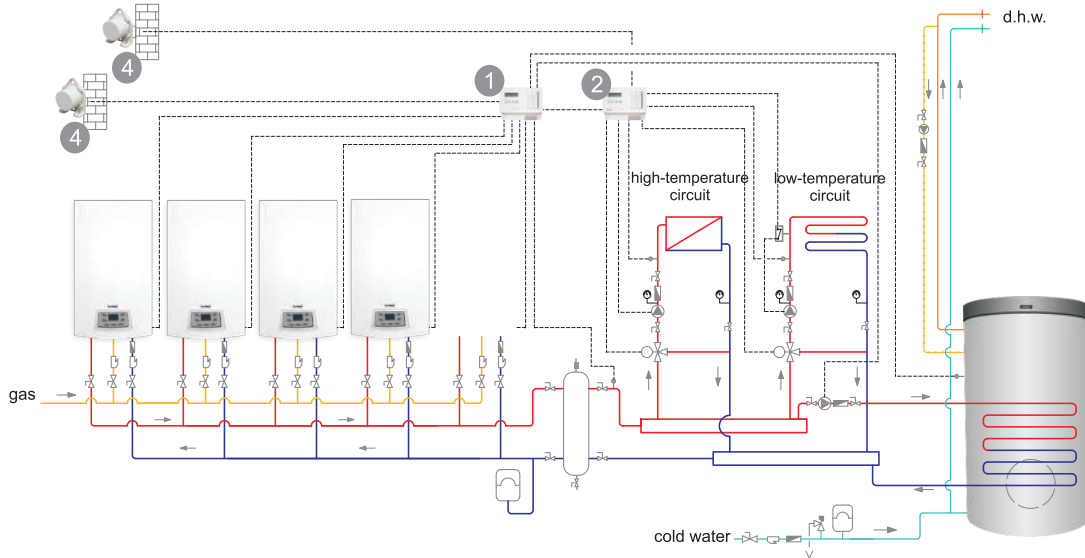 d.h.w.
4
1
2
4
high-temperature
circuit
low-temperature
circuit
gas
cold water